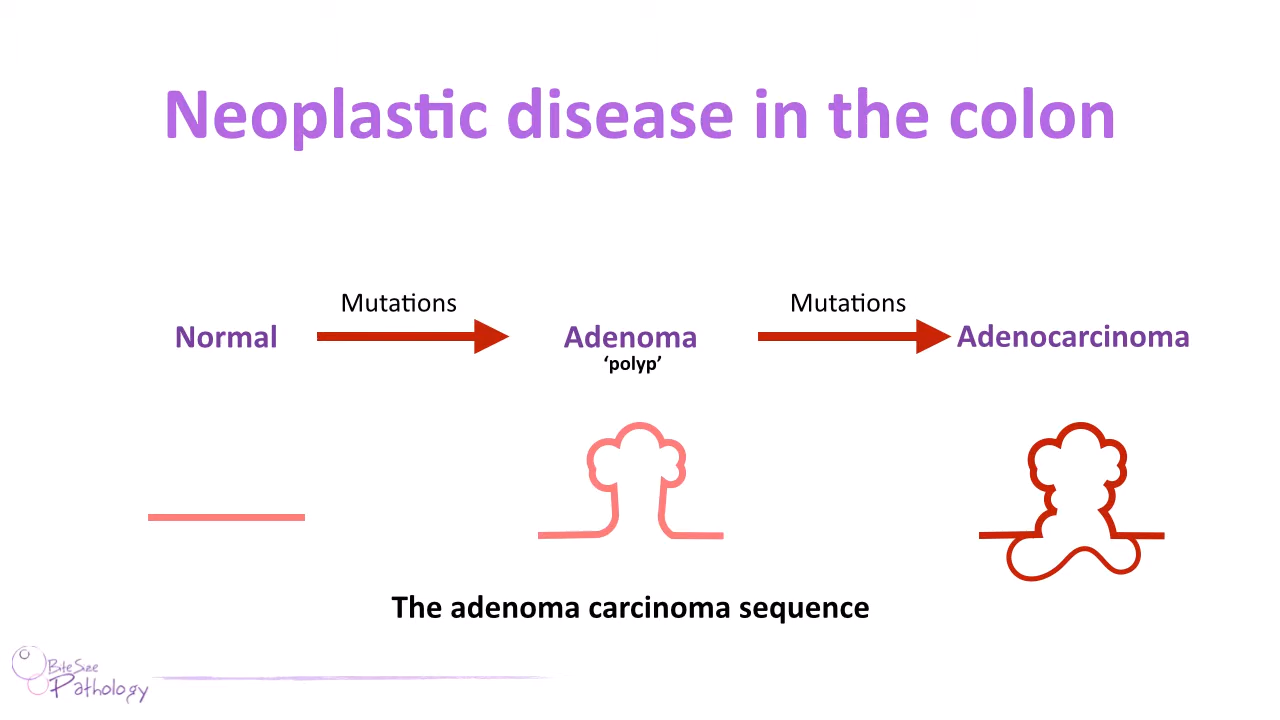 Neoplastic disease in the colon
Mutations
Mutations
Normal
Adenoma
Adenocarcinoma
‘polyp’
The adenoma carcinoma sequence
Bite Size
Pathology